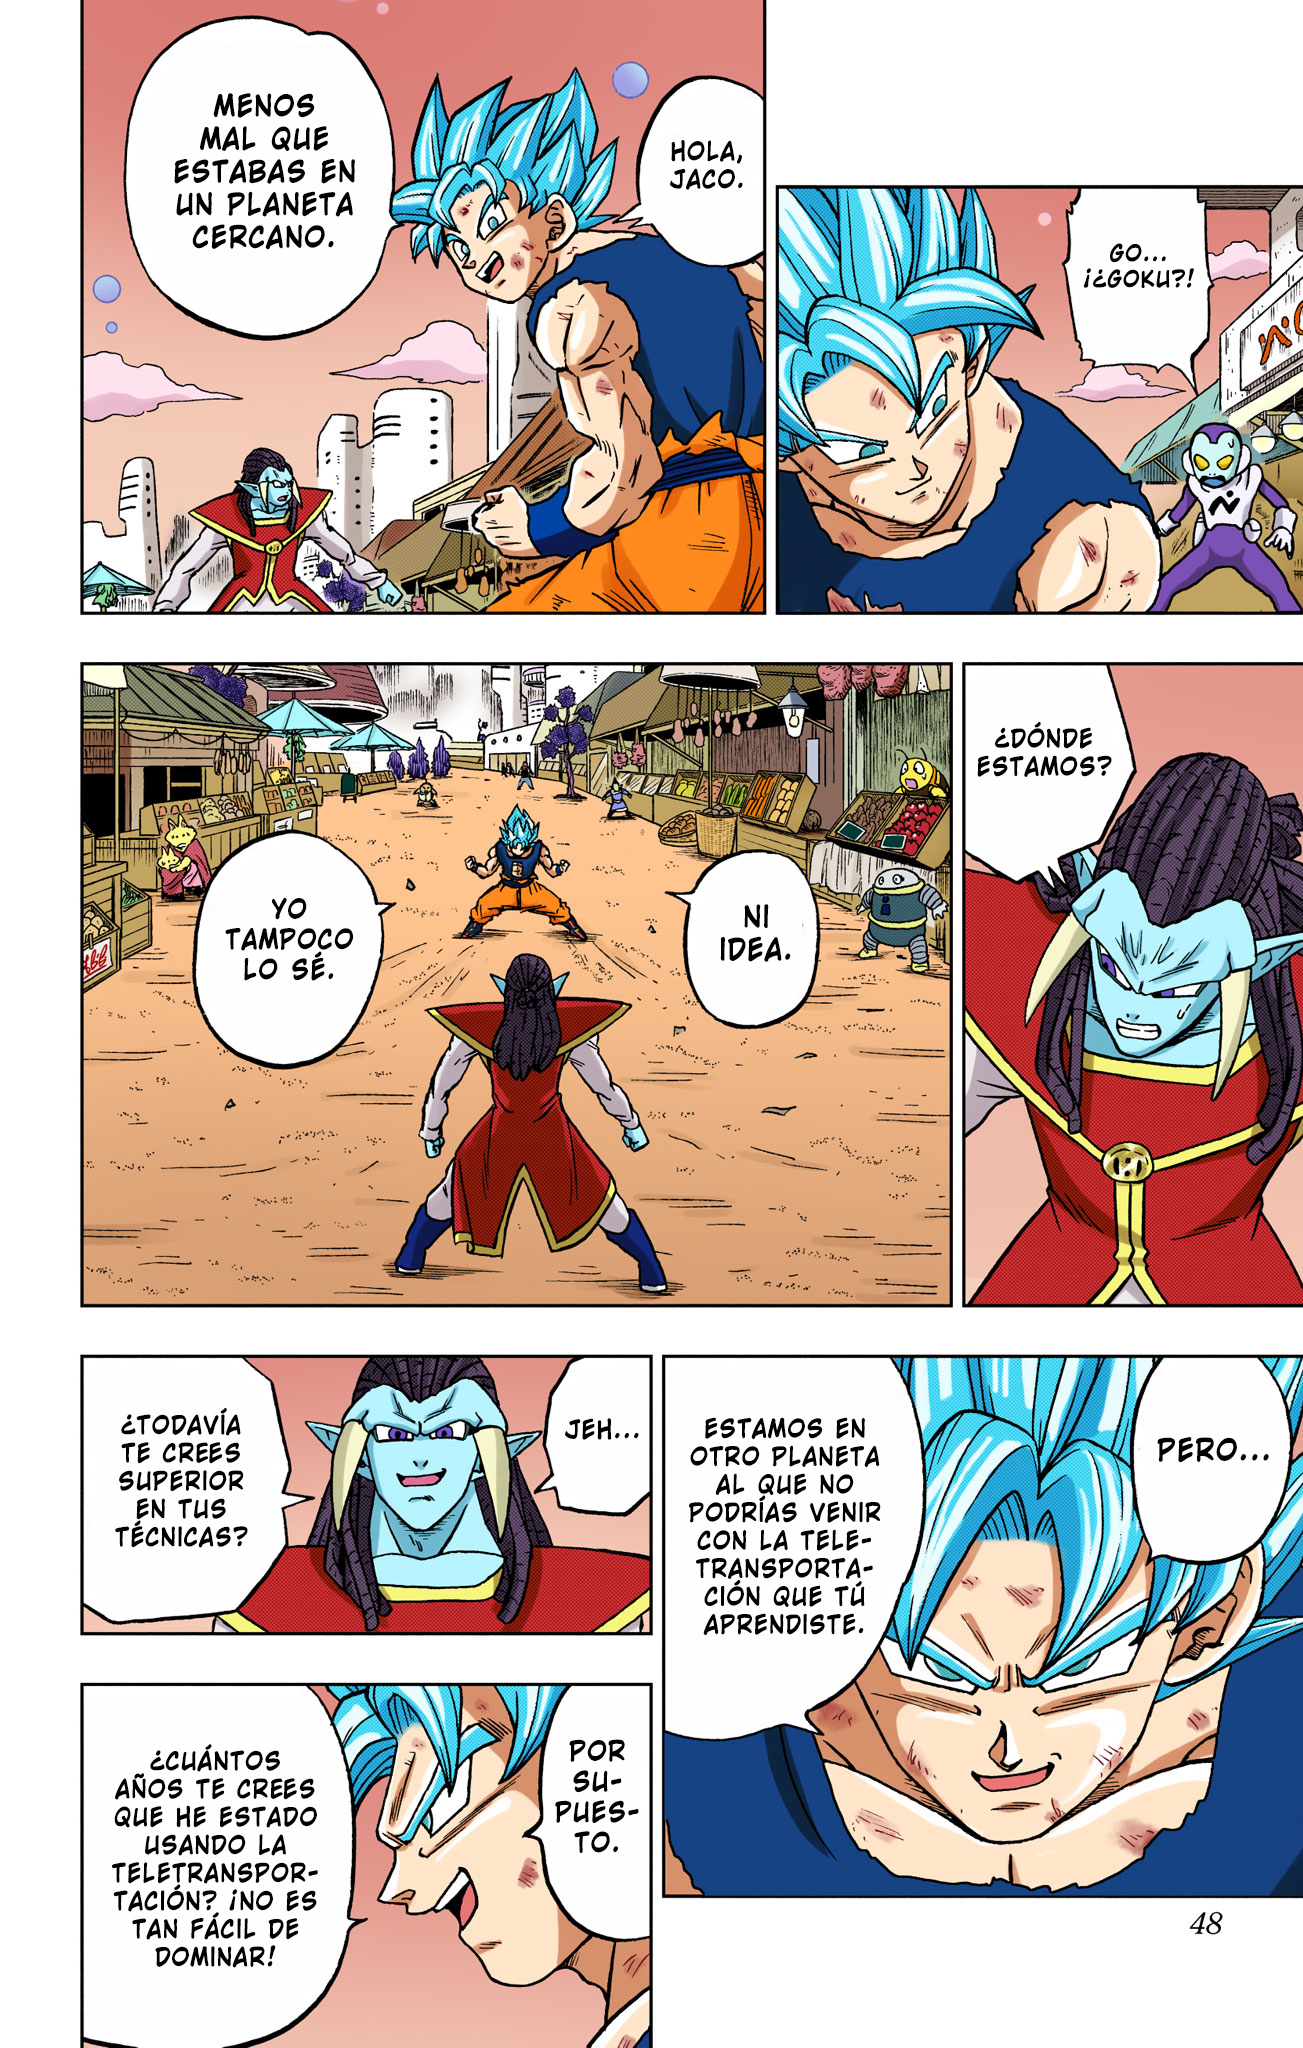 GO...
¡¿GOKU?!
HOLA,
JACO.
MENOS
MAL QUE
ESTABAS EN
UN PLANETA
CERCANO.
¿DÓNDE
ESTAMOS?
NI
IDEA.
YO
TAMPOCO
LO SÉ.
PERO...
ESTAMOS EN
OTRO PLANETA
AL QUE NO
PODRÍAS VENIR
CON LA TELE-
TRANSPORTA-
CIÓN QUE TÚ
APRENDISTE.
JEH...
¿TODAVÍA
TE CREES
SUPERIOR
EN TUS
TÉCNICAS?
POR
SU-
PUES-
TO.
¿CUÁNTOS
AÑOS TE CREES
QUE HE ESTADO
USANDO LA
TELETRANSPOR-
TACIÓN? ¡NO ES
TAN FÁCIL DE
DOMINAR!
48